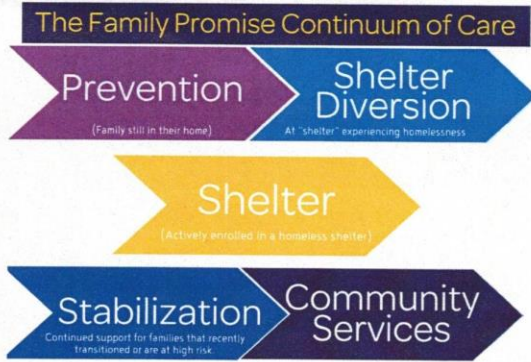 The Family Promise Continuum of Care
Prevention
(Family still in their home)
Shelter
Diversion
At "shelter" experiencing homelessness
Shelter
(Actively enrolled in a homeless shelter)
Stabilization
Continued support for families that recently
transitioned or are at high risk.
Community
Services